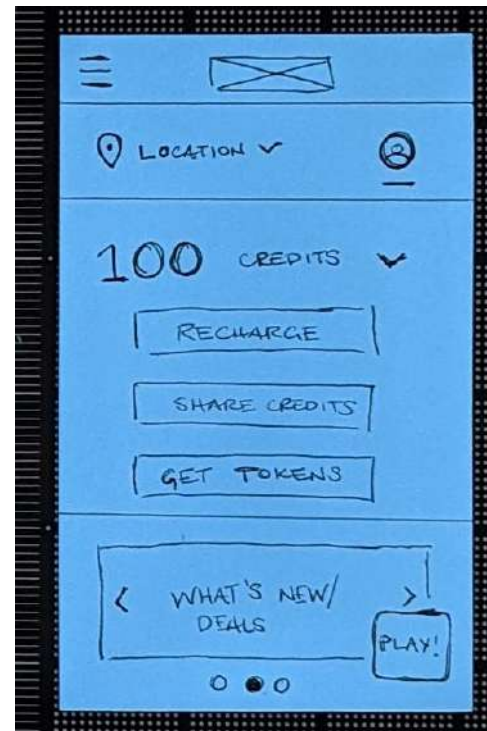 LOCATION
100 CREDITS
RECHARGE
SHARE CREDITS
GET TOKENS
WHAT'S NEW/
DEALS
PLAY!